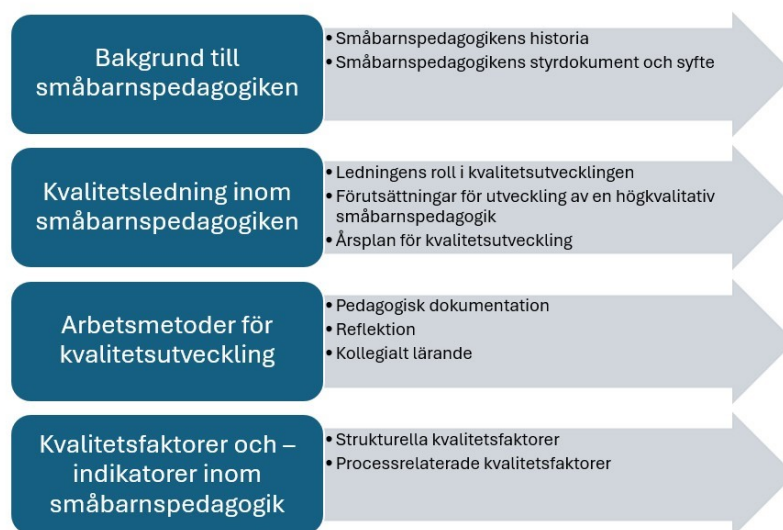 Bakgrund till
småbarnspedagogiken
• Småbarnspedagogikens historia
• Småbarnspedagogikens styrdokument och syfte
Kvalitetsledning inom
småbarnspedagogiken
• Ledningens roll i kvalitetsutvecklingen
• Förutsättningar för utveckling av en högkvalitativ
småbarnspedagogik
• Årsplan för kvalitetsutveckling
Arbetsmetoder för
kvalitetsutveckling
• Pedagogisk dokumentation
• Reflektion
• Kollegialt lärande
Kvalitetsfaktorer och –
indikatorer inom
småbarnspedagogik
• Strukturella kvalitetsfaktorer
• Processrelaterade kvalitetsfaktorer